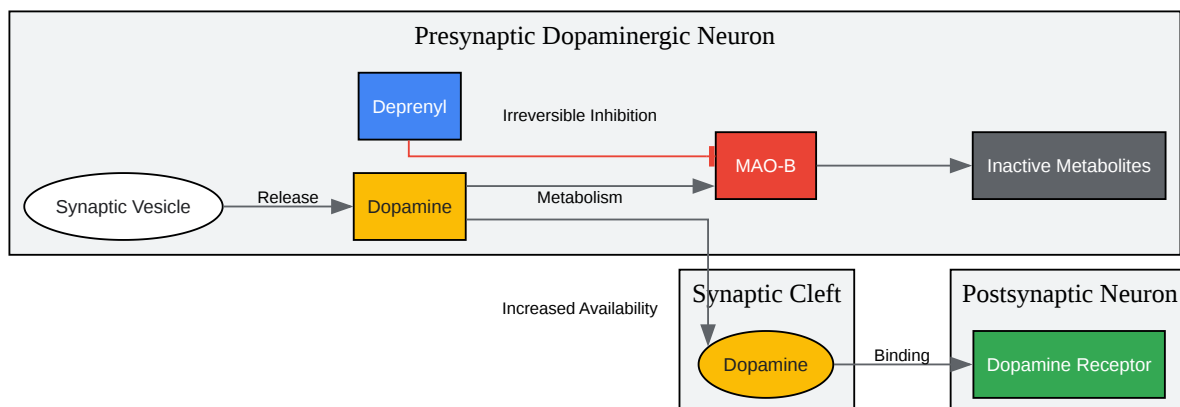 Presynaptic Dopaminergic Neuron
Deprenyl
Irreversible Inhibition
MAO-B
Inactive Metabolites
Synaptic Vesicle
Release
Dopamine
Metabolism
Increased Availability
Synaptic Cleft
Dopamine
Binding
Postsynaptic Neuron
Dopamine Receptor